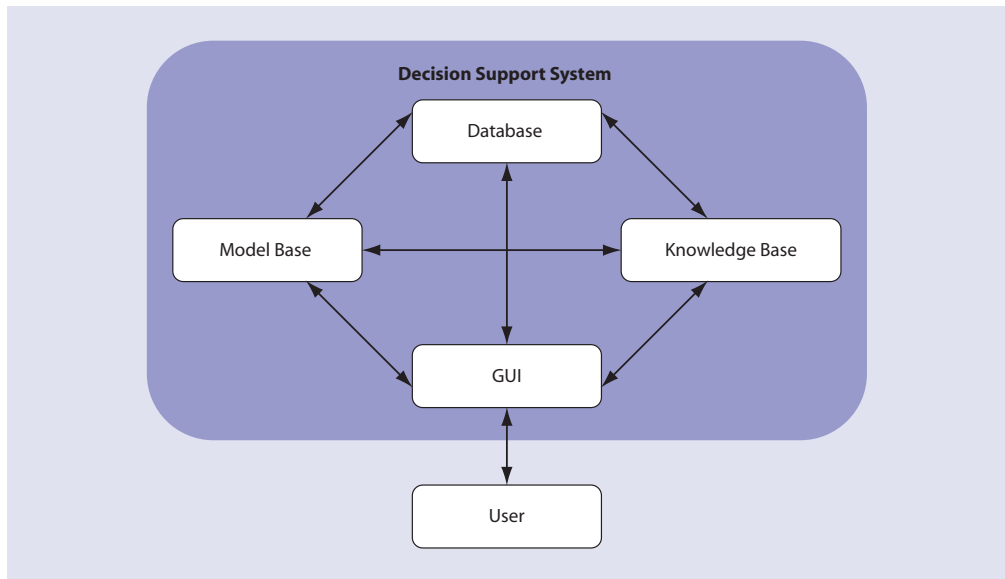 Decision Support System
Database
Model Base
Knowledge Base
GUI
User